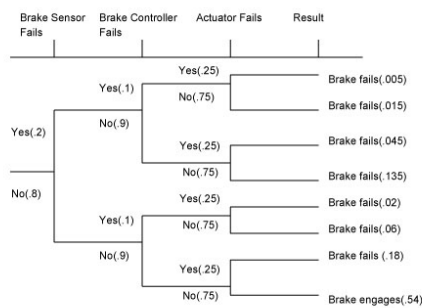 Brake Sensor Fails
Brake Controller Fails
Actuator Fails
Result
Yes(.2)
No(.8)
Yes(.1)
No(.9)
Yes(.1)
No(.9)
Yes(.25)
No(.75)
Yes(.25)
No(.75)
Yes(.25)
No(.75)
Yes(.25)
No(.75)
Brake fails(.005)
Brake fails(.015)
Brake fails(.045)
Brake fails(.135)
Brake fails(.02)
Brake fails(.06)
Brake fails (.18)
Brake engages(.54)